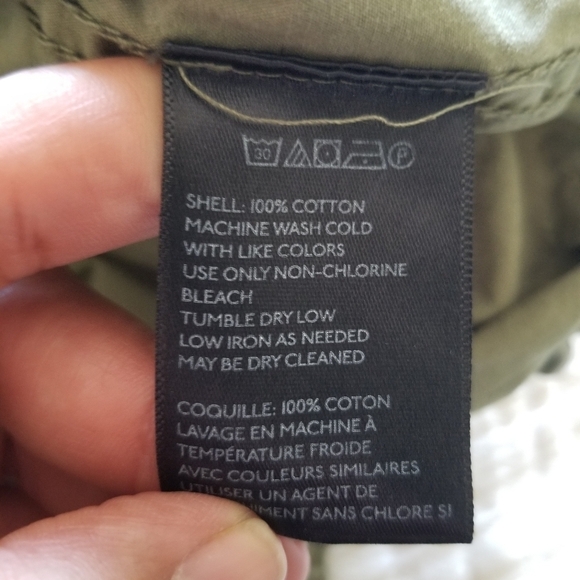 30 P
SHELL: 100% COTTON
MACHINE WASH COLD
WITH LIKE COLORS
USE ONLY NON-CHLORINE
BLEACH
TUMBLE DRY LOW
LOW IRON AS NEEDED
MAY BE DRY CLEANED
COQUILLE: 100% COTON
LAVAGE EN MACHINE À
TEMPÉRATURE FROIDE
AVEC COULEURS SIMILAIRES
UTILISER UN AGENT DE
SANS CHLORE SI